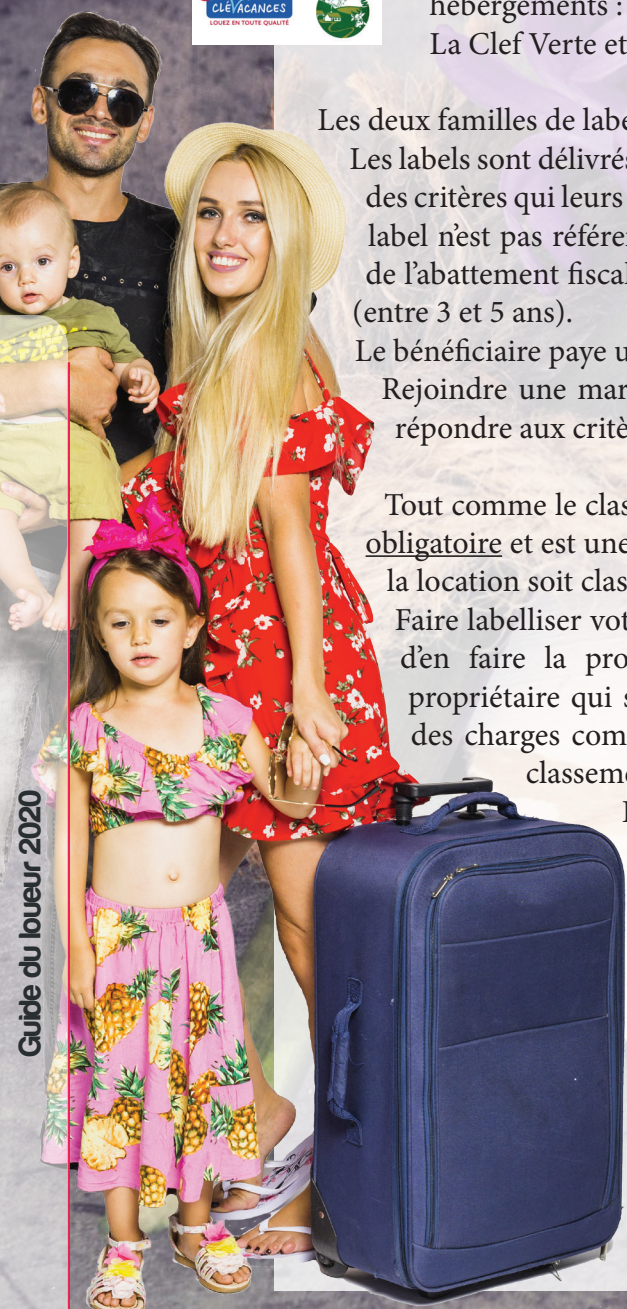 CLÉVACANCES
LOUEZ EN TOUTE QUALITÉ
hébergements :
La Clef Verte et
Les deux familles de labe
Les labels sont délivrés
des critères qui leurs
label n'est pas référen
de l'abattement fiscal
(entre 3 et 5 ans).
Le bénéficiaire paye u
Rejoindre une mar
répondre aux critè
Tout comme le clas
obligatoire et est une
la location soit clas
Faire labelliser vot
d'en faire la pro
propriétaire qui s
des charges com
classeme
Guide du loueur 2020